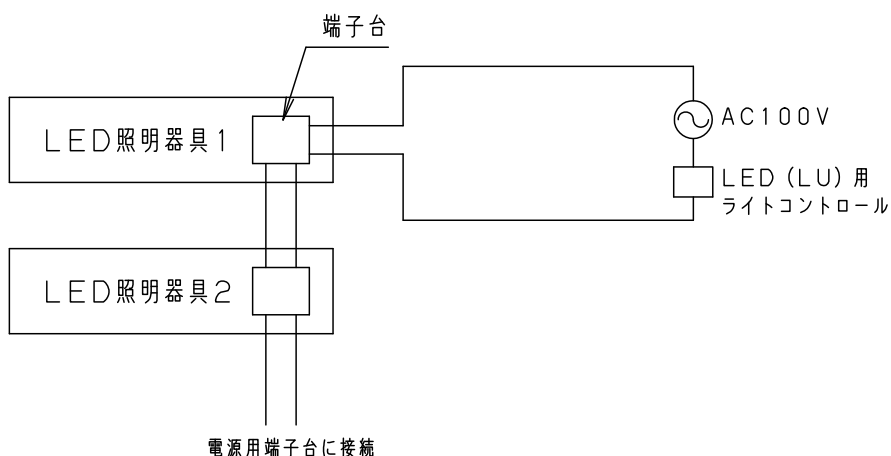 端子台
LED照明器具1
AC100V
LED(LU)用
ライトコントロール
LED照明器具2
電源用端子台に接続